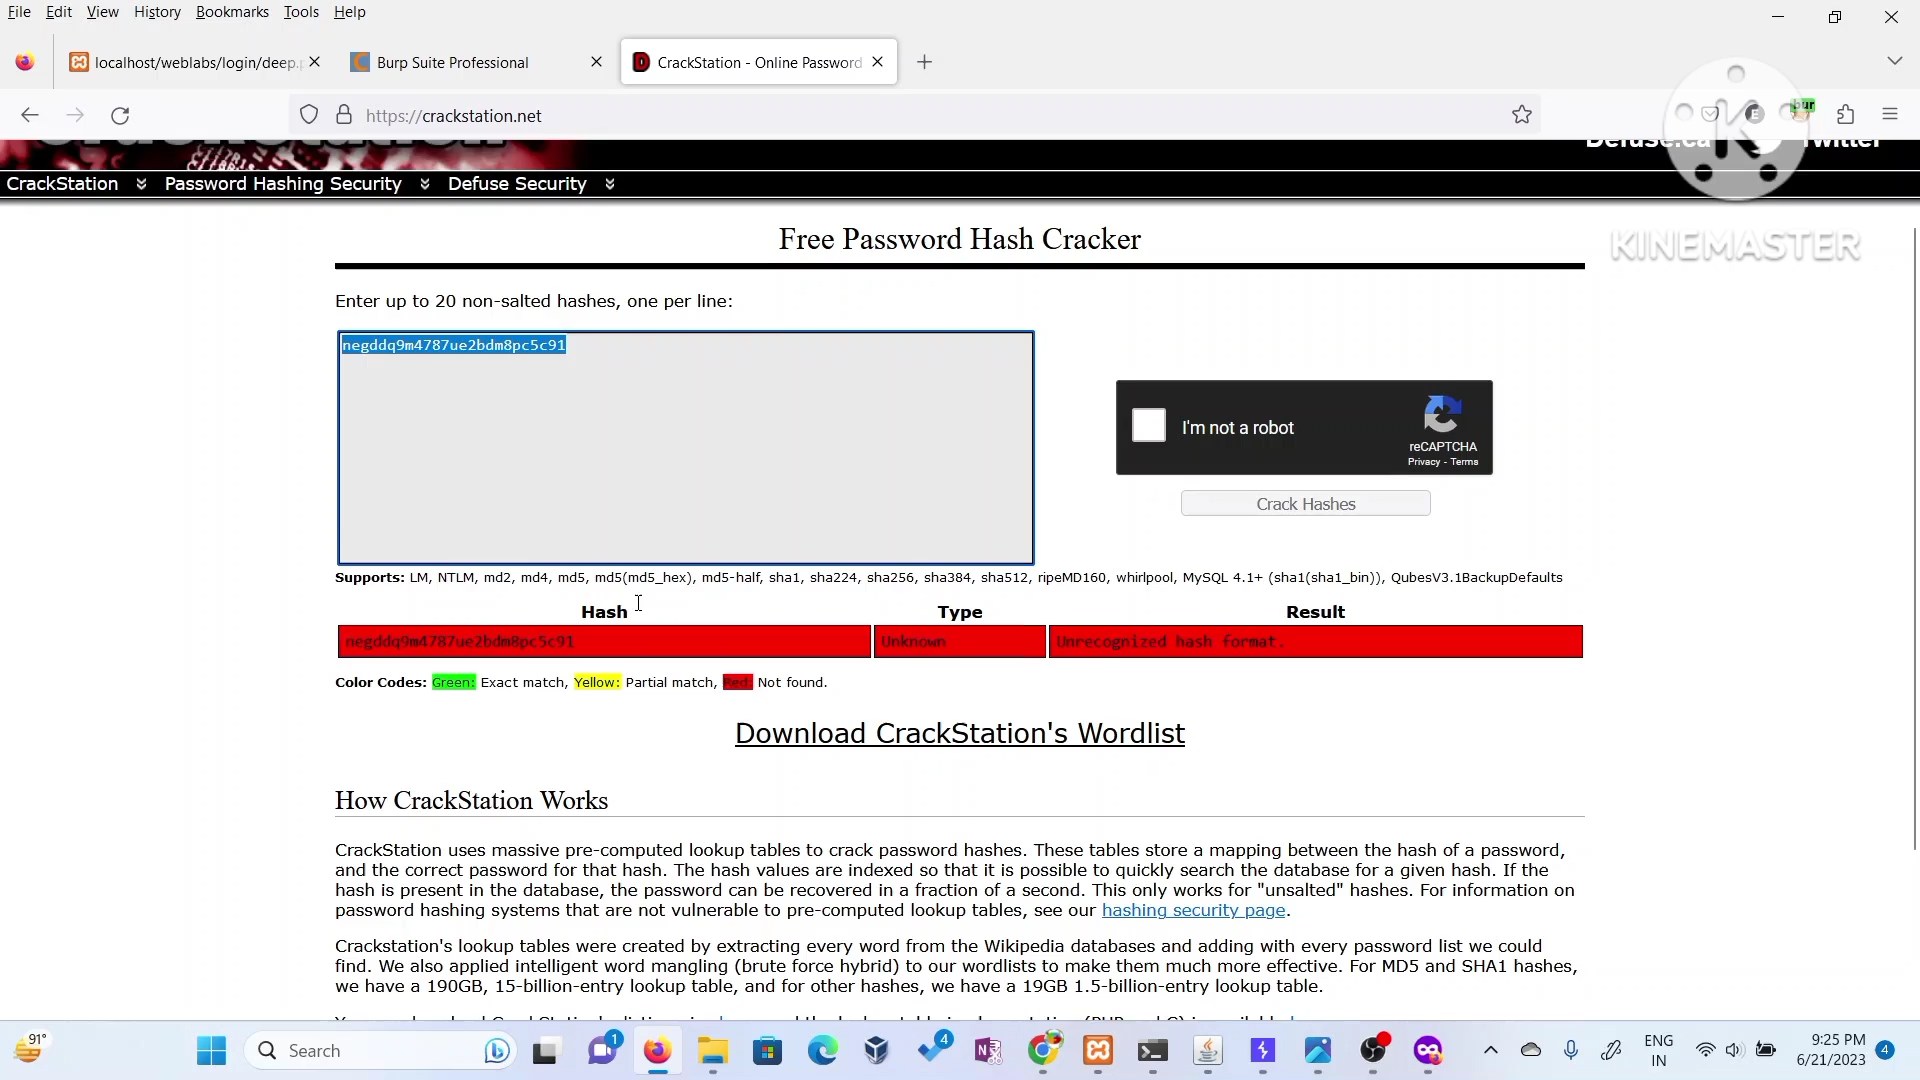 File Edit View History Bookmarks Tools Help
localhost/weblabs/login/deep.p
Burp Suite Professional
CrackStation - Online Password
https://crackstation.net
Defuse.ca Twitter
CrackStation Password Hashing Security Defuse Security
KINEMASTER
Free Password Hash Cracker
Enter up to 20 non-salted hashes, one per line:
negddq9m4787ue2bdm8pc5c91
I'm not a robot
reCAPTCHA
Privacy - Terms
Crack Hashes
Supports: LM, NTLM, md2, md4, md5, md5(md5_hex), md5-half, sha1, sha224, sha256, sha384, sha512, ripeMD160, whirlpool, MySQL 4.1+ (sha1(sha1_bin)), QubesV3.1BackupDefaults
Hash Type Result
negddq9m4787ue2bdm8pc5c91 Unknown Unrecognized hash format.
Color Codes: Green: Exact match, Yellow: Partial match, Red: Not found.
Download CrackStation's Wordlist
How CrackStation Works
CrackStation uses massive pre-computed lookup tables to crack password hashes. These tables store a mapping between the hash of a password,
and the correct password for that hash. The hash values are indexed so that it is possible to quickly search the database for a given hash. If the
hash is present in the database, the password can be recovered in a fraction of a second. This only works for "unsalted" hashes. For information on
password hashing systems that are not vulnerable to pre-computed lookup tables, see our hashing security page.
Crackstation's lookup tables were created by extracting every word from the Wikipedia databases and adding with every password list we could
find. We also applied intelligent word mangling (brute force hybrid) to our wordlists to make them much more effective. For MD5 and SHA1 hashes,
we have a 190GB, 15-billion-entry lookup table, and for other hashes, we have a 19GB 1.5-billion-entry lookup table.
91°
Search
1
4
ENG
IN
9:25 PM
6/21/2023
4